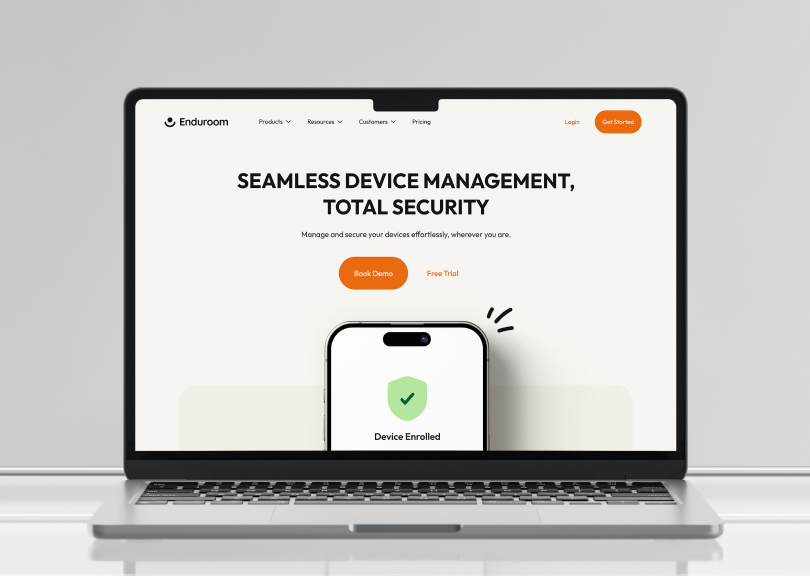 Enduroom
Products
Resources
Customers
Pricing
Login
Get Started
SEAMLESS DEVICE MANAGEMENT,
TOTAL SECURITY
Manage and secure your devices effortlessly, wherever you are.
Book Demo
Free Trial
Device Enrolled